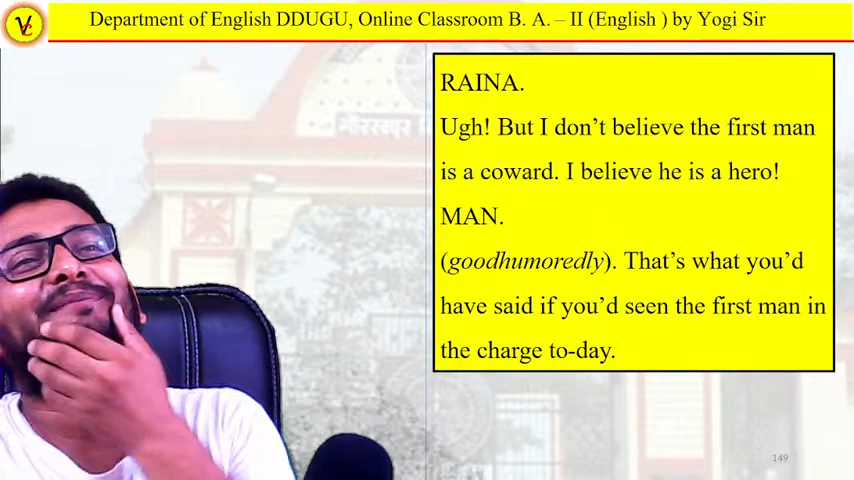 Department of English DDUGU, Online Classroom B. A. – II (English ) by Yogi Sir
RAINA.
Ugh! But I don’t believe the first man
is a coward. I believe he is a hero!
MAN.
(goodhumoredly). That’s what you’d
have said if you’d seen the first man in
the charge to-day.
149